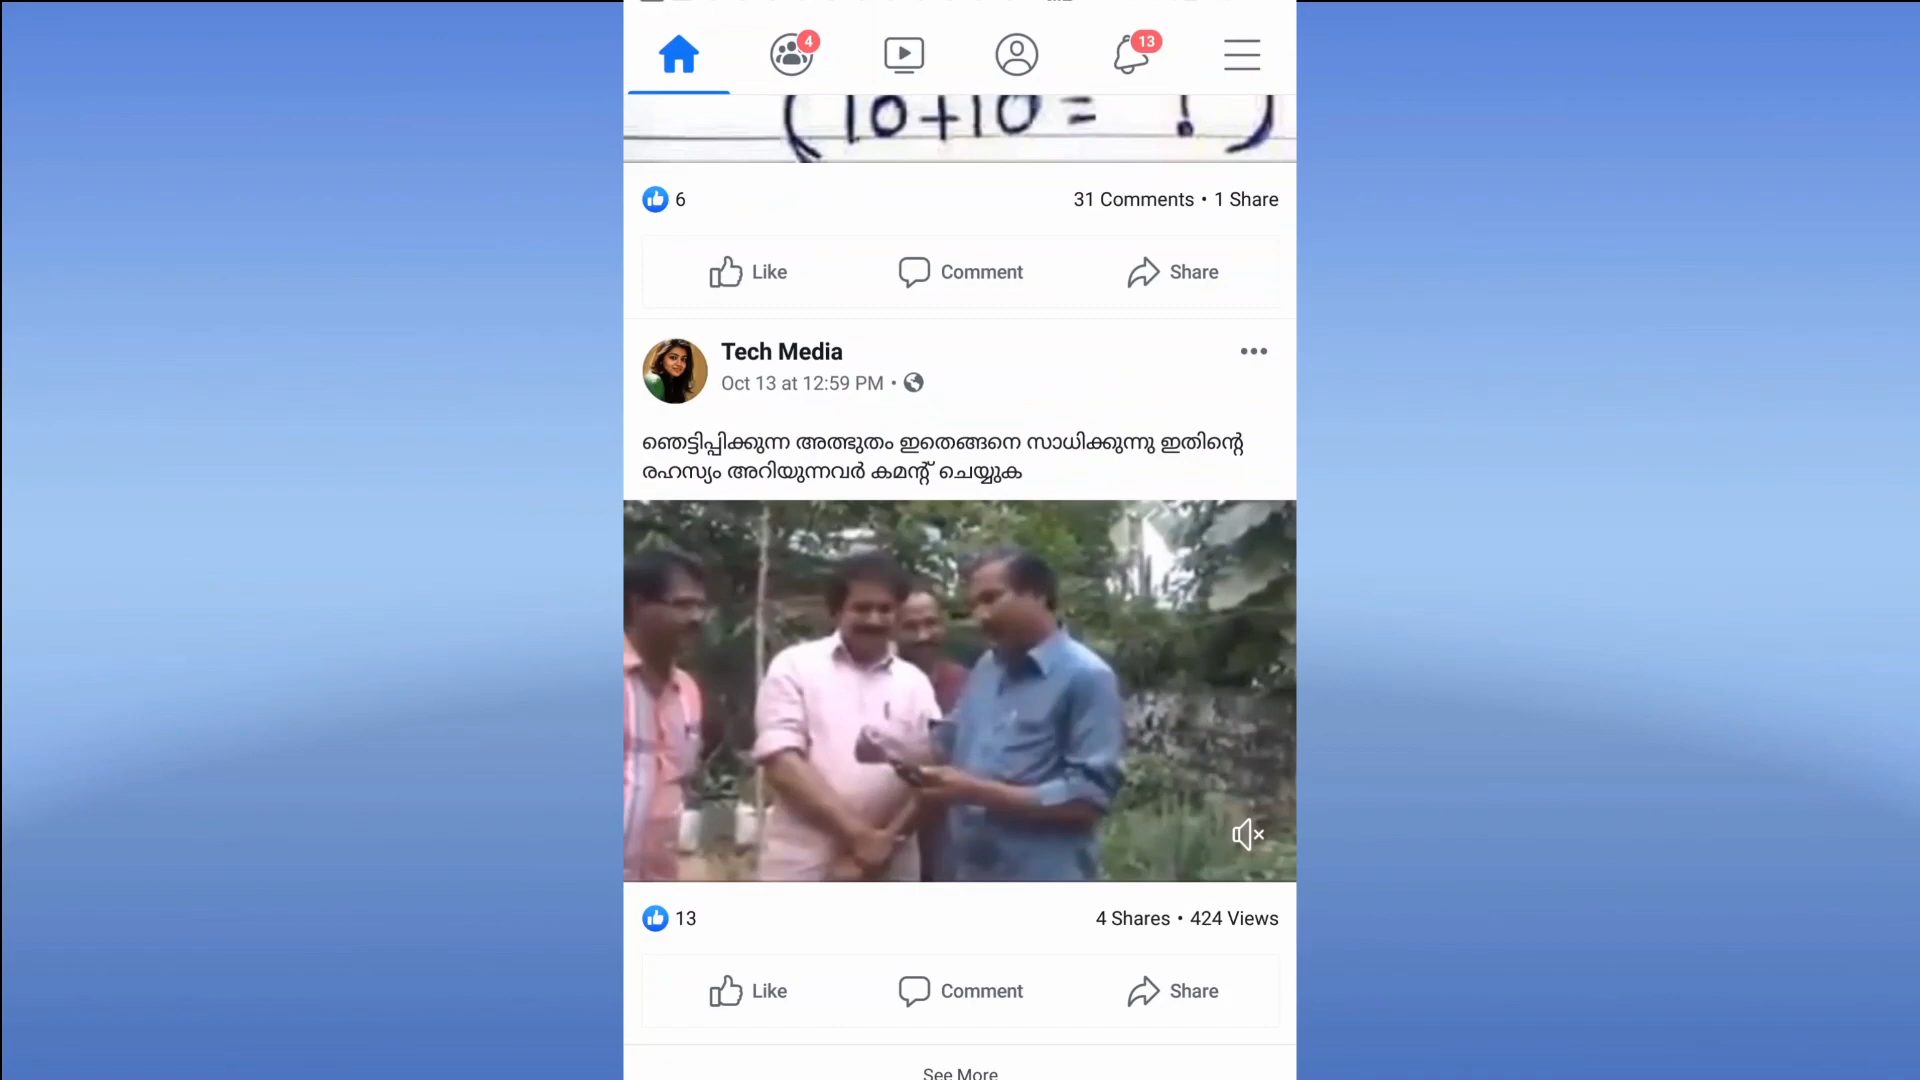 4
13
(10+10= ! )
6
31 Comments • 1 Share
Like
Comment
Share
Tech Media
Oct 13 at 12:59 PM •
ഞെട്ടിപ്പിക്കുന്ന അത്ഭുതം ഇതെങ്ങനെ സാധിക്കുന്നു ഇതിന്റെ
രഹസ്യം അറിയുന്നവർ കമന്റ് ചെയ്യുക
13
4 Shares • 424 Views
Like
Comment
Share
See More